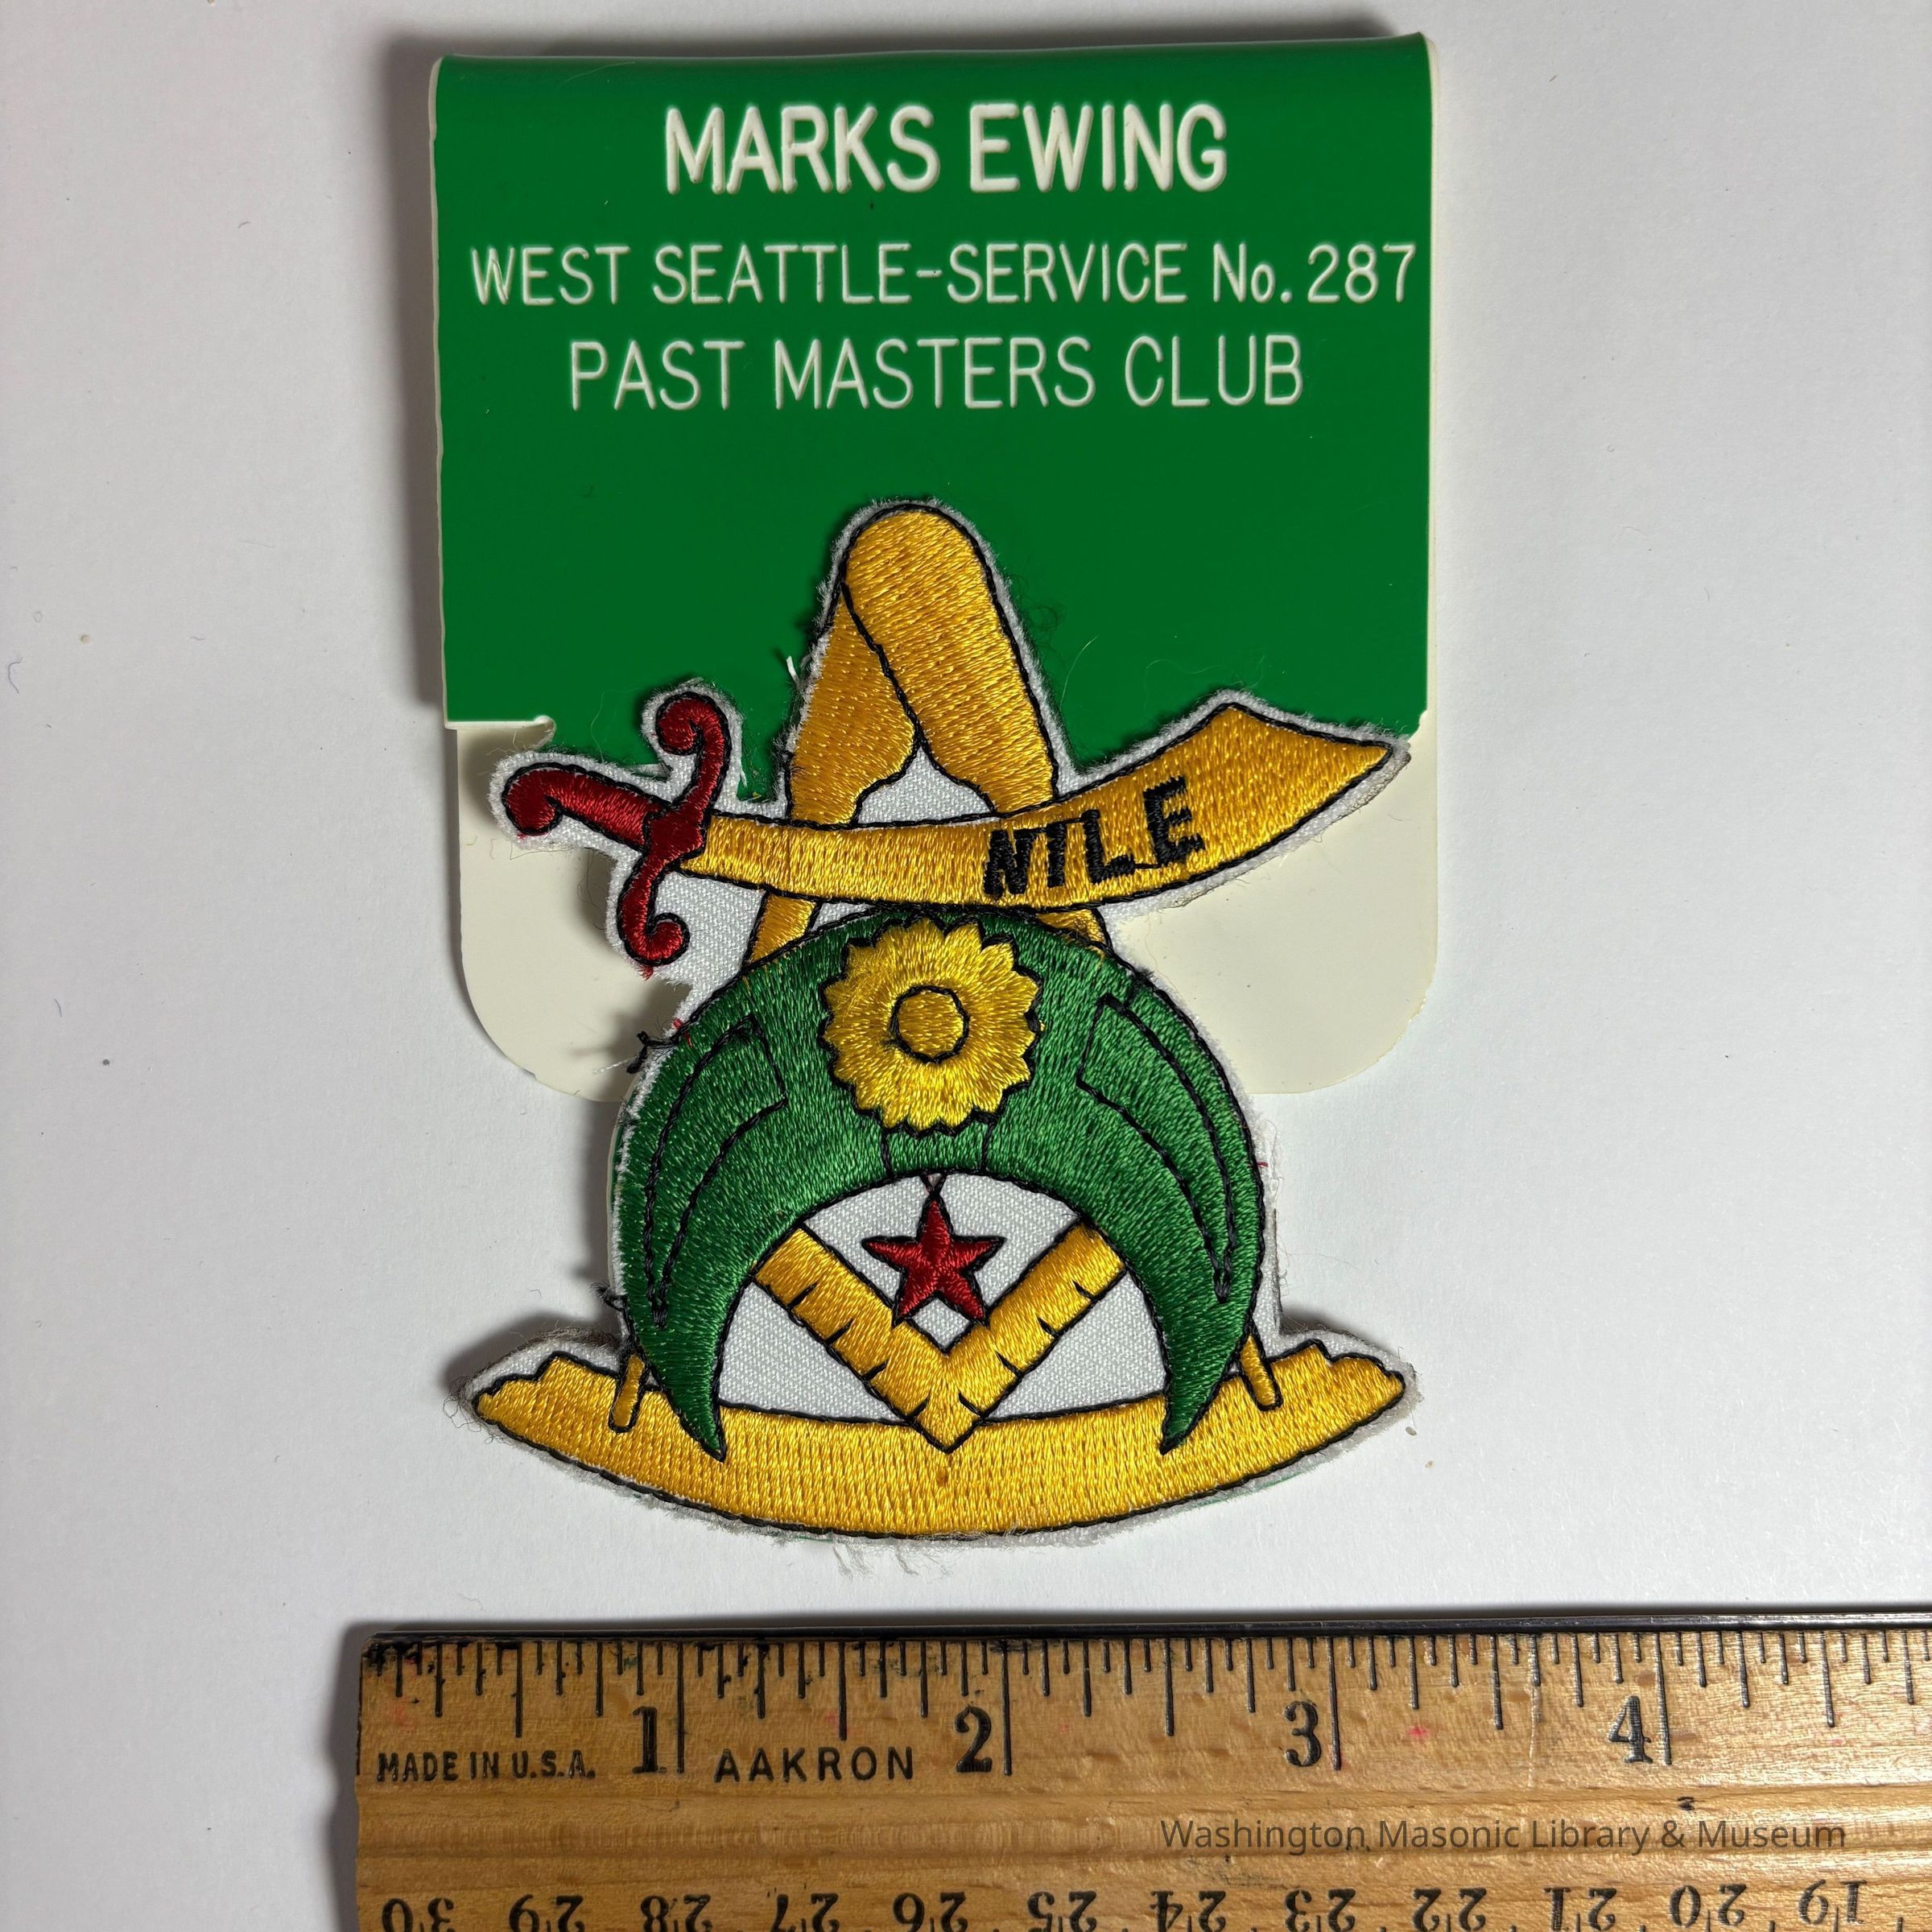 MARKS EWING
WEST SEATTLE-SERVICE No. 287
PAST MASTERS CLUB
NILE
1 2 3 4
MADE IN U.S.A. AAKRON
Washington Masonic Library & Museum
30 29 28 27 26 25 24 23 22 21 20 19